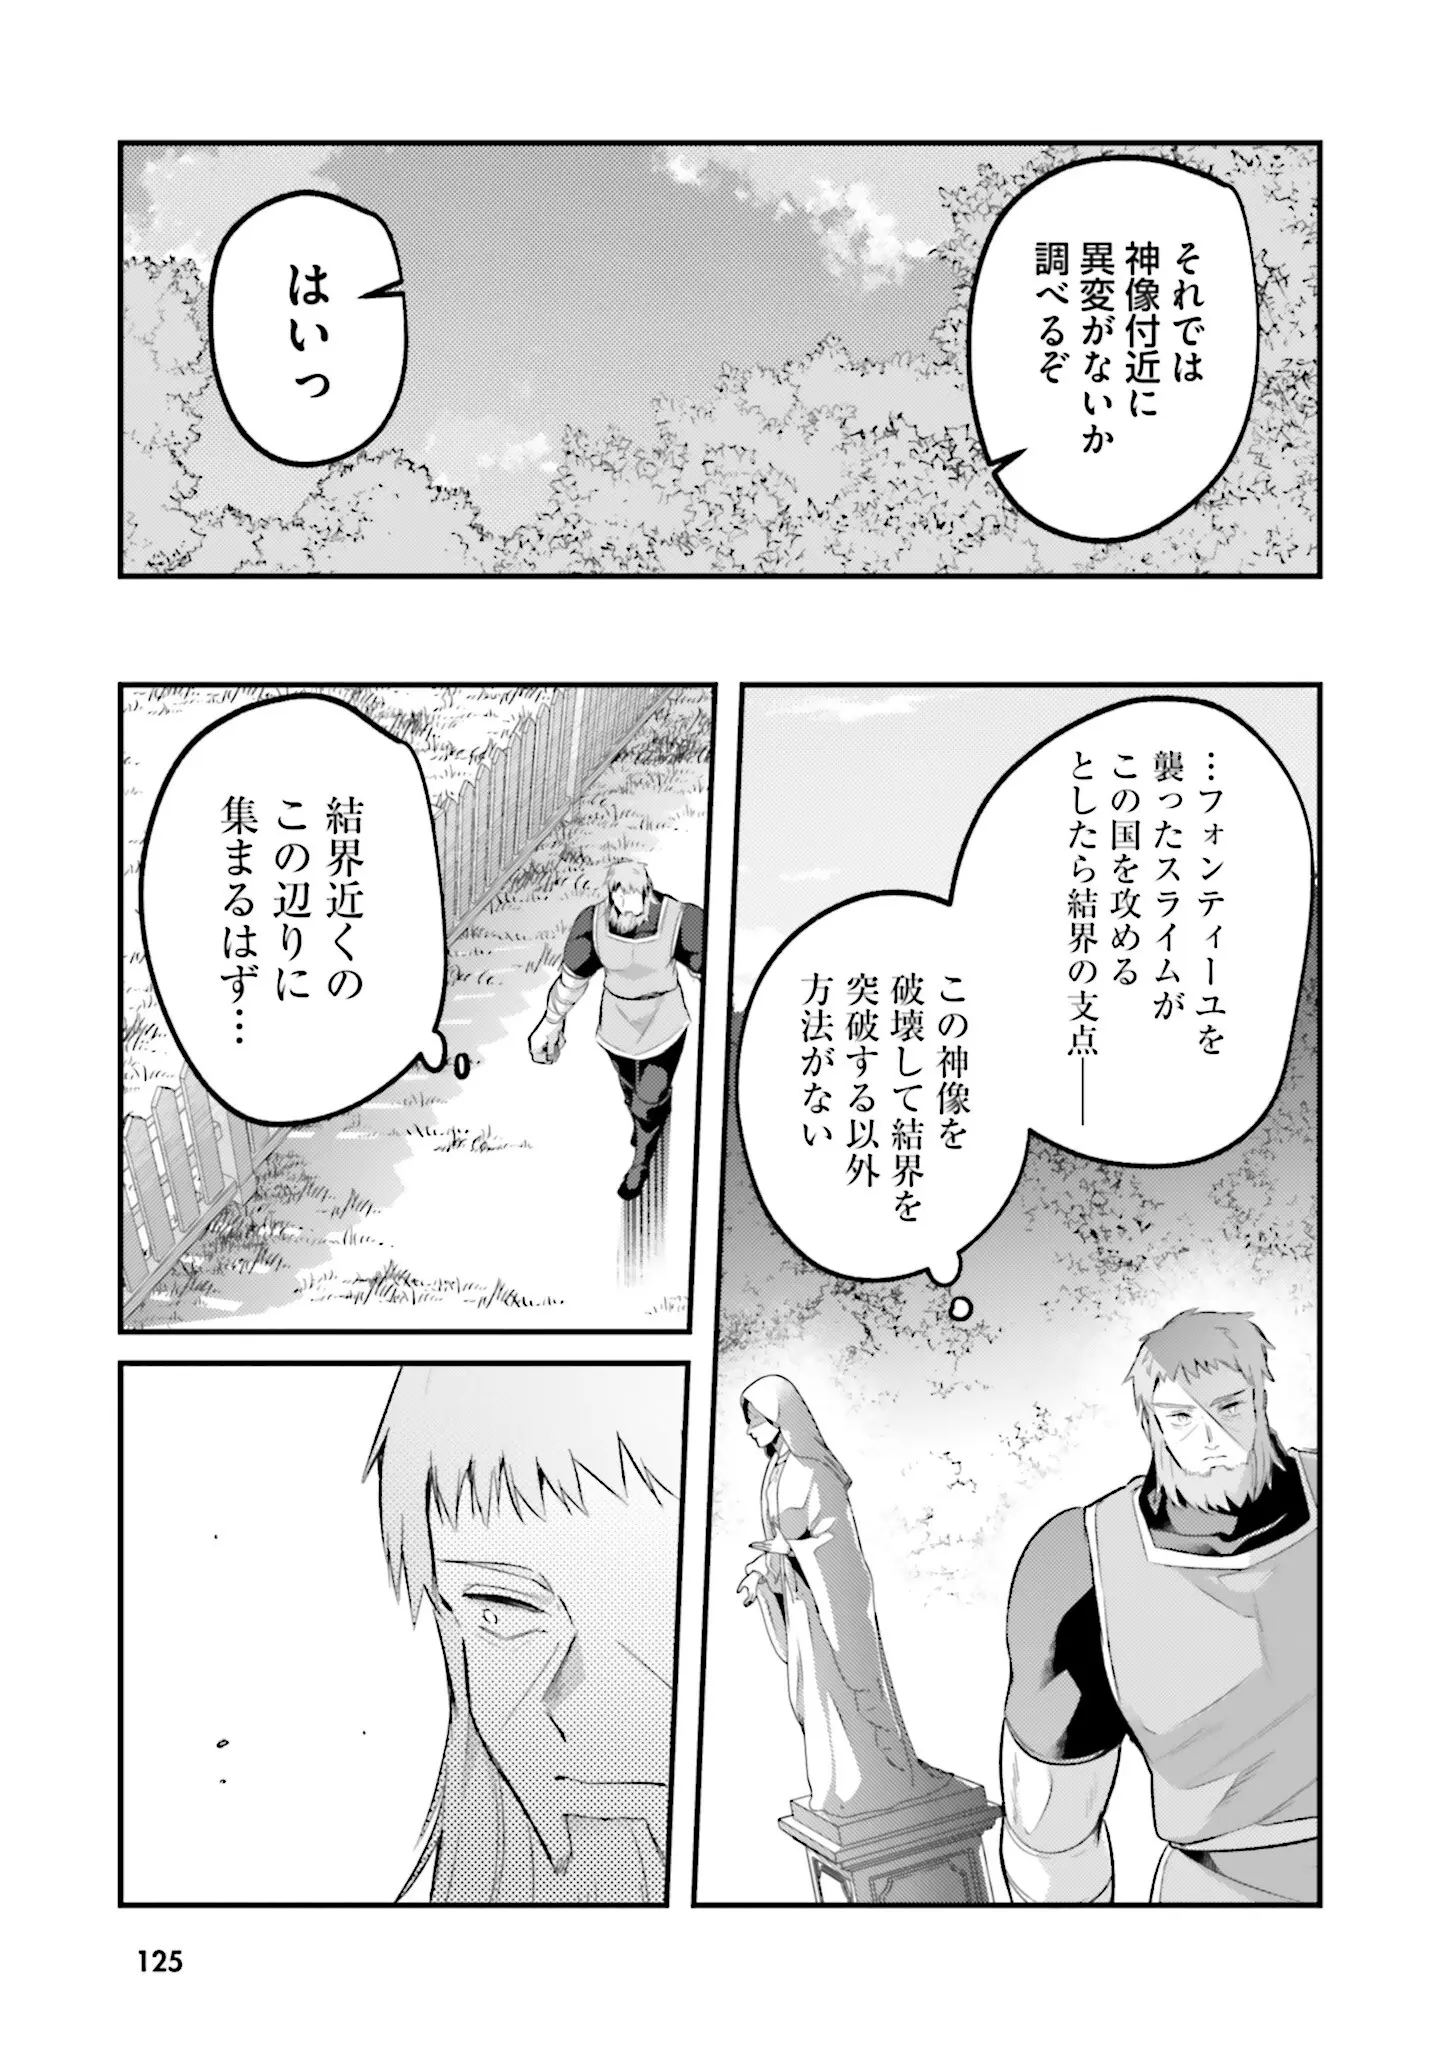 それでは
神像付近に
異変がないか
調べるぞ
はいっ
…フォンティーユを
襲ったスライムが
この国を攻める
としたら結界の支点――
この神像を
破壊して結界を
突破する以外
方法がない
結界近くの
この辺りに
集まるはず…
125